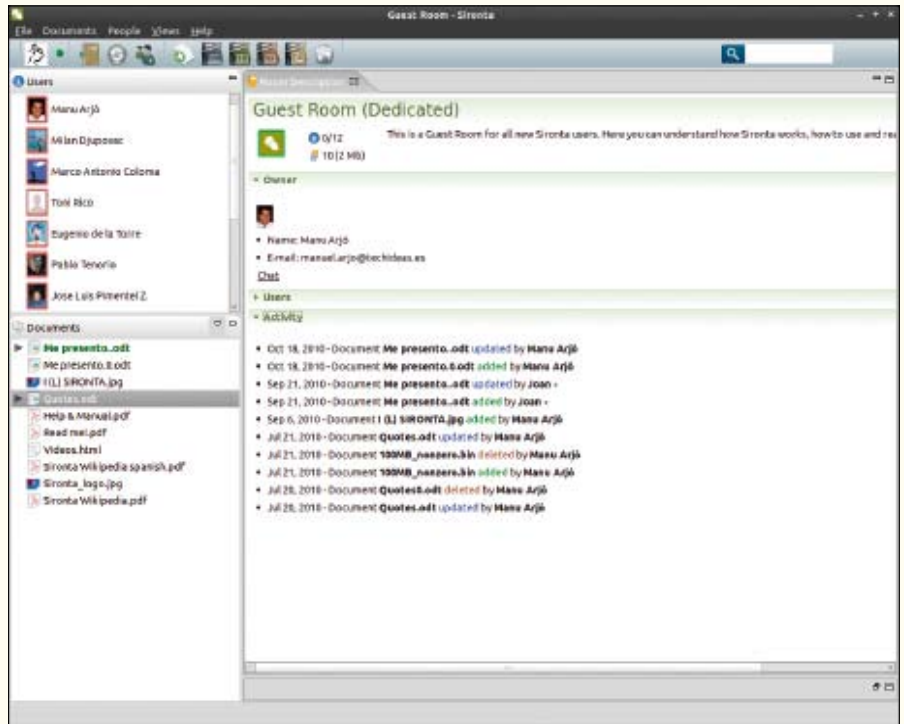 Guest Room - Sironta
File Documents People Views Help
Users
Manu Arjó
Milan Djupovac
Marco Antonio Coloma
Toni Rico
Eugenio de la Torre
Pablo Tenorio
Jose Luis Pimentel Z.
Documents
Me presento..odt
Me presento.0.odt
I (L) SIRONTA.jpg
Quotes.odt
Help & Manual.pdf
Read me!.pdf
Videos.html
Sironta Wikipedia spanish.pdf
Sironta_logo.jpg
Sironta Wikipedia.pdf
Guest Room (Dedicated)
0/12
10 (2 Mb)
This is a Guest Room for all new Sironta users. Here you can understand how Sironta works, how to use and rea
Owner
Name: Manu Arjó
E-mail: manuel.arjo@techideas.es
Chat
Users
Activity
Oct 18, 2010 - Document Me presento..odt updated by Manu Arjó
Oct 18, 2010 - Document Me presento.0.odt added by Manu Arjó
Sep 21, 2010 - Document Me presento..odt updated by Joan -
Sep 21, 2010 - Document Me presento..odt added by Joan -
Sep 6, 2010 - Document I (L) SIRONTA.jpg added by Manu Arjó
Jul 21, 2010 - Document Quotes.odt updated by Manu Arjó
Jul 21, 2010 - Document 100MB_nonzero.bin deleted by Manu Arjó
Jul 21, 2010 - Document 100MB_nonzero.bin added by Manu Arjó
Jul 20, 2010 - Document Quotes0.odt deleted by Manu Arjó
Jul 20, 2010 - Document Quotes.odt updated by Manu Arjó